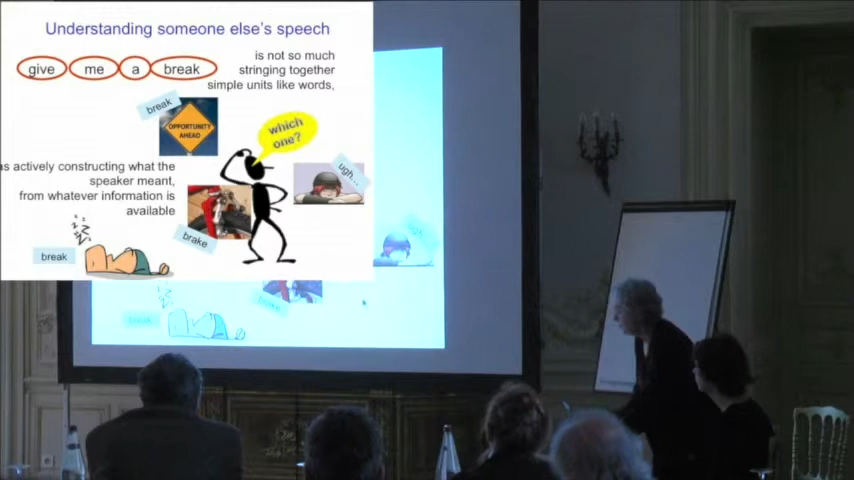 Understanding someone else's speech
give me a break
is not so much
stringing together
simple units like words,
break
OPPORTUNITY
AHEAD
which
one?
as actively constructing what the
speaker meant,
from whatever information is
available
ugh...
brake
break